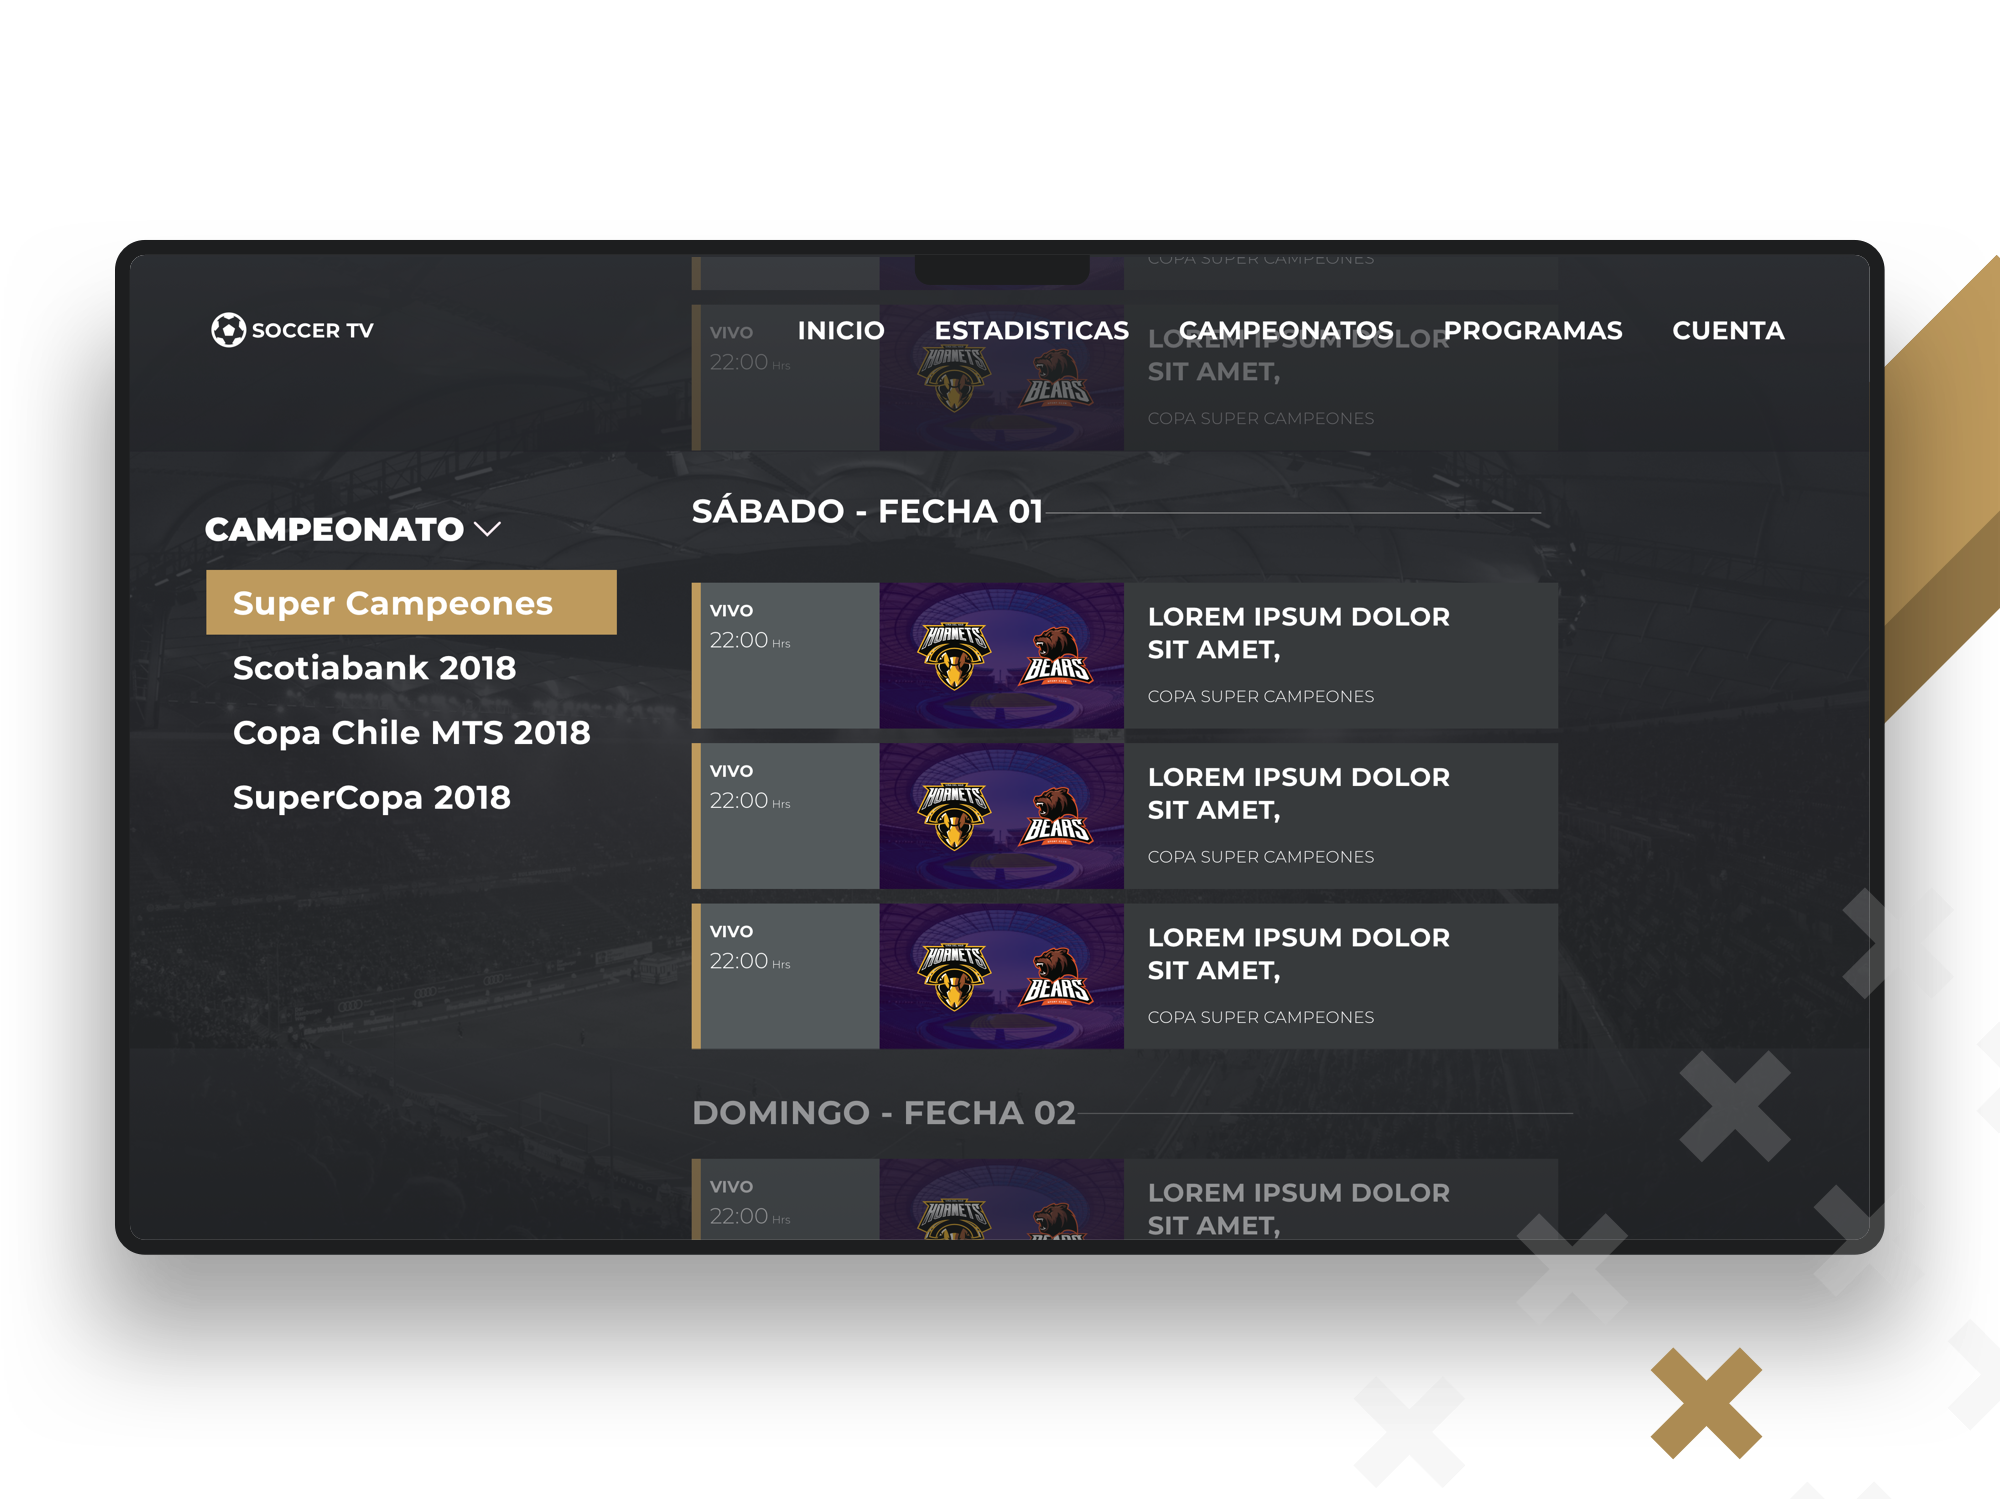 COPA SUPER CAMPEONES
SOCCER TV
INICIO ESTADISTICAS CAMPEONATOS PROGRAMAS CUENTA
VIVO
22:00 Hrs
HORNETS
BEARS
LOREM IPSUM DOLOR
SIT AMET,
COPA SUPER CAMPEONES
CAMPEONATO
Super Campeones
Scotiabank 2018
Copa Chile MTS 2018
SuperCopa 2018
SÁBADO - FECHA 01
VIVO
22:00 Hrs
HORNETS
BEARS
LOREM IPSUM DOLOR
SIT AMET,
COPA SUPER CAMPEONES
VIVO
22:00 Hrs
HORNETS
BEARS
LOREM IPSUM DOLOR
SIT AMET,
COPA SUPER CAMPEONES
VIVO
22:00 Hrs
HORNETS
BEARS
LOREM IPSUM DOLOR
SIT AMET,
COPA SUPER CAMPEONES
DOMINGO - FECHA 02
VIVO
22:00 Hrs
HORNETS
BEARS
LOREM IPSUM DOLOR
SIT AMET,